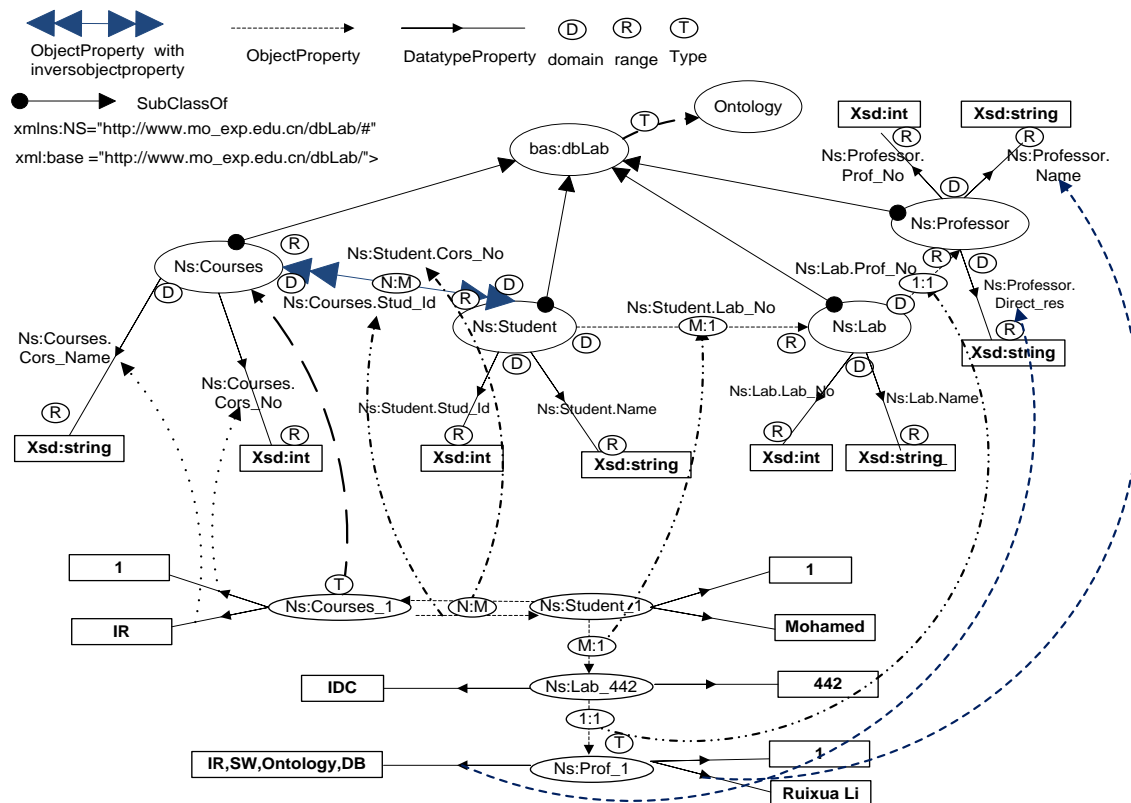 D
R
T
ObjectProperty with
inversobjectproperty
ObjectProperty
DatatypeProperty
domain
range
Type
SubClassOf
xmlns:NS="http://www.mo_exp.edu.cn/dbLab/#"
xml:base ="http://www.mo_exp.edu.cn/dbLab/">
Ontology
T
bas:dbLab
Xsd:int
Xsd:string
R
R
Ns:Professor.
Prof_No
Ns:Professor.
Name
D
Ns:Professor
R
D
Ns:Courses
R
D
D
Ns:Student.Cors_No
N:M
Ns:Courses.Stud_Id
R
D
Ns:Student
D
D
Ns:Student.Lab_No
M:1
Ns:Lab.Prof_No
1:1
D
R
Ns:Lab
D
Ns:Professor.
Direct_res
R
Xsd:string
Ns:Courses.
Cors_Name
Ns:Courses.
Cors_No
Ns:Student.Stud_Id
Ns:Student.Name
Ns:Lab.Lab_No
Ns:Lab.Name
R
Xsd:string
R
Xsd:int
R
Xsd:int
R
Xsd:string
R
Xsd:int
R
Xsd:string_
1
IR
T
Ns:Courses_1
N:M
Ns:Student_1
1
Mohamed
M:1
IDC
Ns:Lab_442
442
1:1
T
IR,SW,Ontology,DB
Ns:Prof_1
1
Ruixua Li